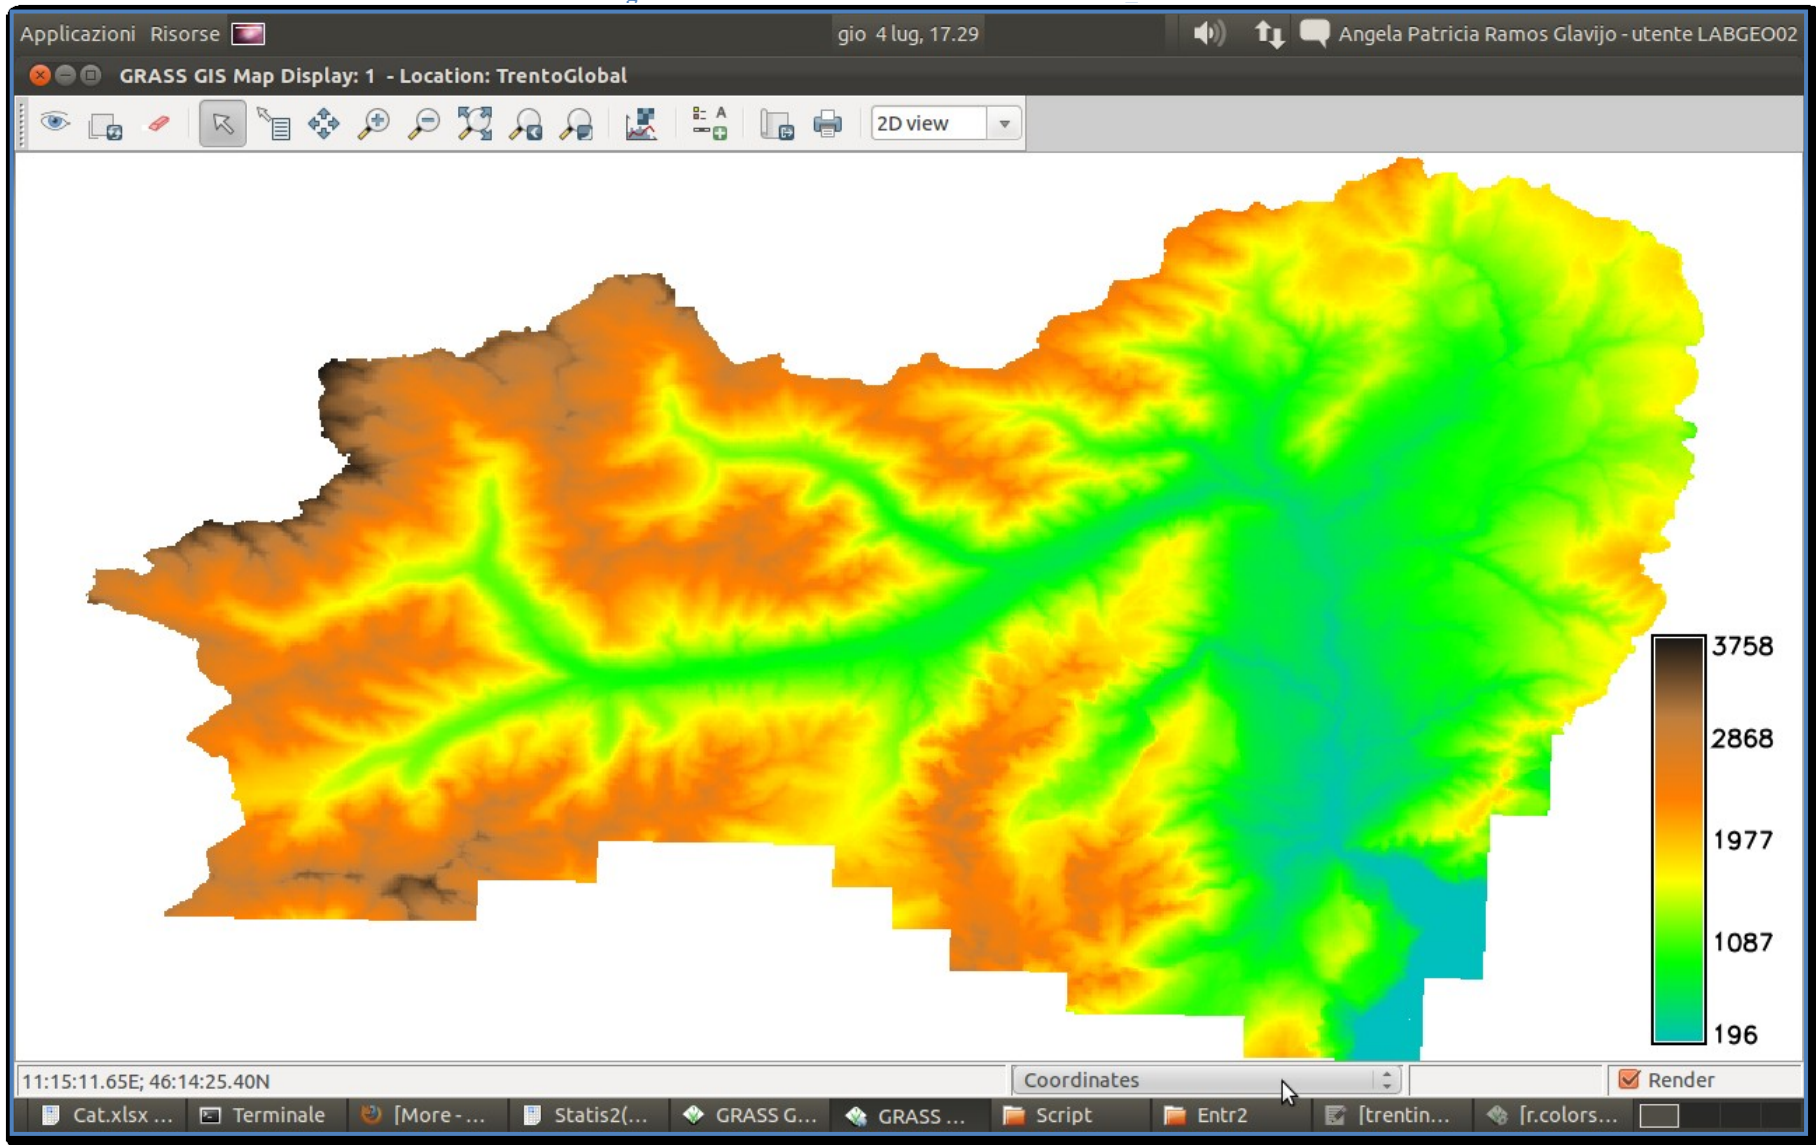 Applicazioni Risorse gio 4 lug, 17.29 Angela Patricia Ramos Glavijo - utente LABGEO02
GRASS GIS Map Display: 1 - Location: TrentoGlobal
2D view
3758
2868
1977
1087
196
11:15:11.65E; 46:14:25.40N Coordinates Render
Cat.xlsx ... Terminale [More - ... Statis2(... GRASS G... GRASS ... Script Entr2 [trentin... [r.colors...